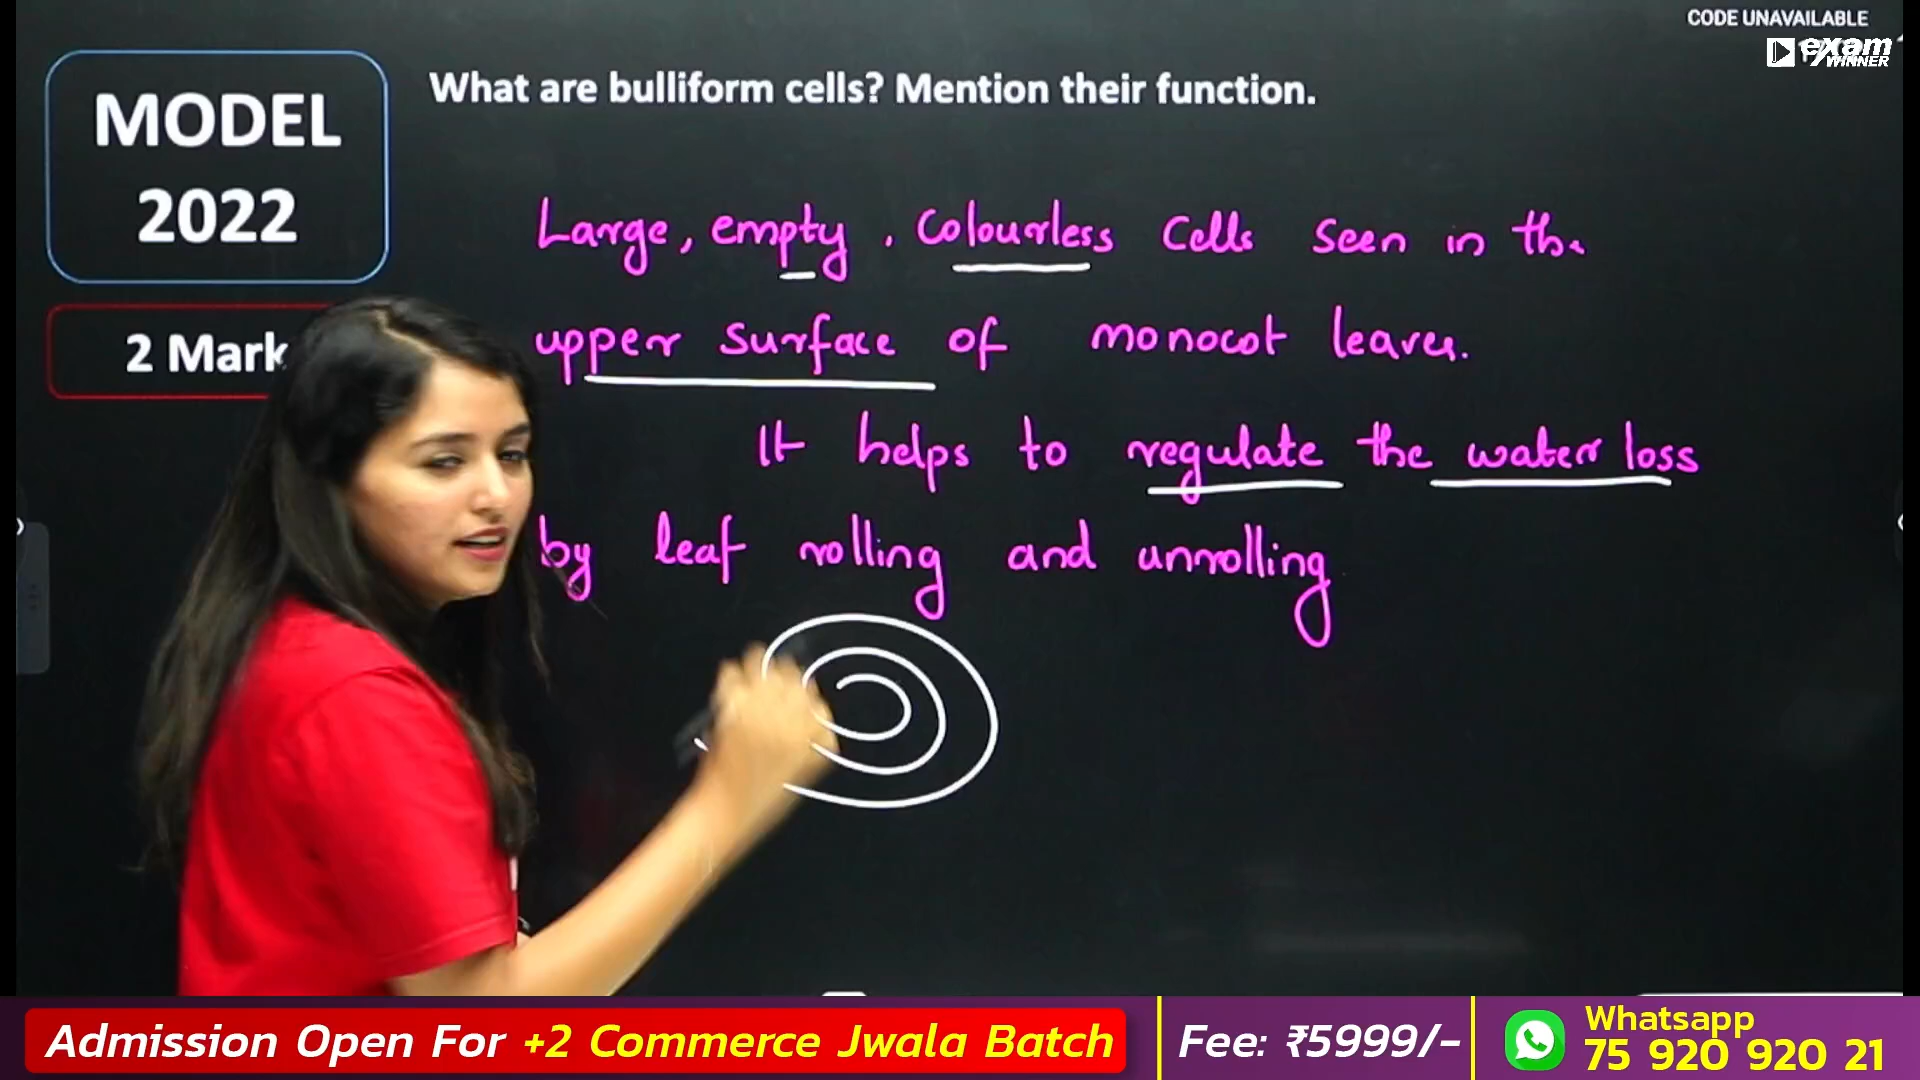 CODE UNAVAILABLE
exam
WINNER
MODEL
2022
What are bulliform cells? Mention their function.
2 Mark
Large, empty, colourless cells seen in the
upper surface of monocot leaves.
It helps to regulate the water loss
by leaf rolling and unrolling
Admission Open For +2 Commerce Jwala Batch
Fee: ₹5999/-
Whatsapp
75 920 920 21